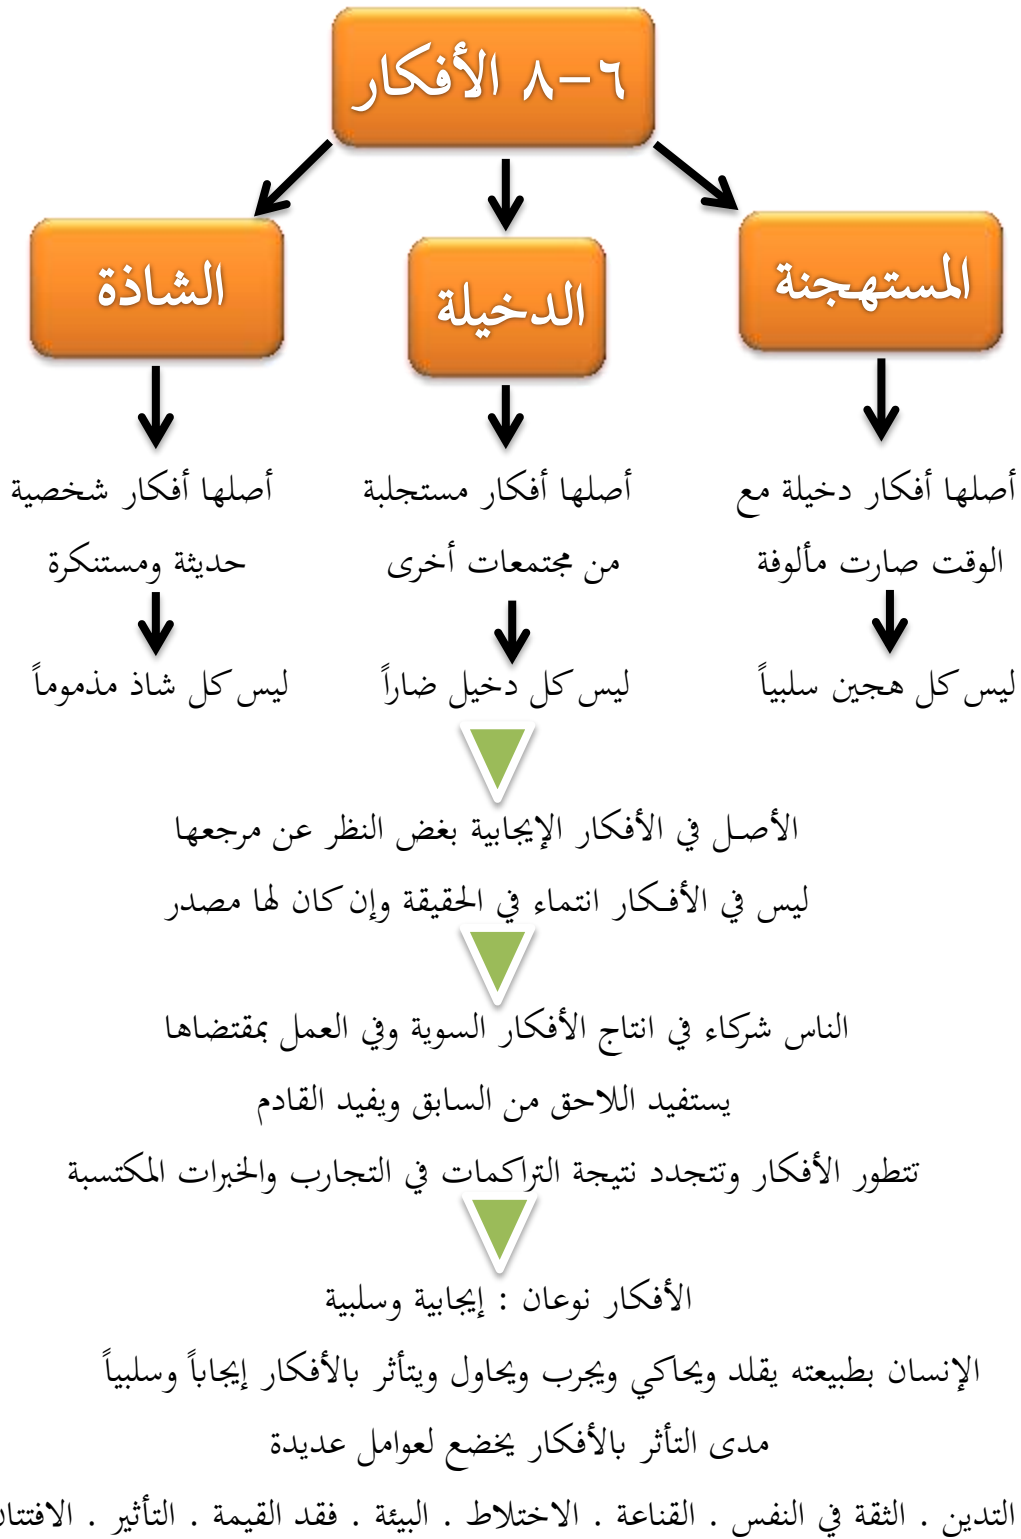 ٦-٨ الأفكار
المستهجنة
الدخيلة
الشاذة
أصلها أفكار دخيلة مع
الوقت صارت مألوفة
أصلها أفكار مستجلبة
من مجتمعات أخرى
أصلها أفكار شخصية
حديثة ومستنكرة
ليس كل هجين سلبياً
ليس كل دخيل ضاراً
ليس كل شاذ مذموماً
الأصل في الأفكار الإيجابية بغض النظر عن مرجعها
ليس في الأفكار انتماء في الحقيقة وإن كان لها مصدر
الناس شركاء في انتاج الأفكار السوية وفي العمل بمقتضاها
يستفيد اللاحق من السابق ويفيد القادم
تتطور الأفكار وتتجدد نتيجة التراكمات في التجارب والخبرات المكتسبة
الأفكار نوعان : إيجابية وسلبية
الإنسان بطبيعته يقلد ويحاكي ويجرب ويحاول ويتأثر بالأفكار إيجاباً وسلبياً
مدى التأثر بالأفكار يخضع لعوامل عديدة
التدين . الثقة في النفس . القناعة . الاختلاط . البيئة . فقد القيمة . التأثير . الافتتان